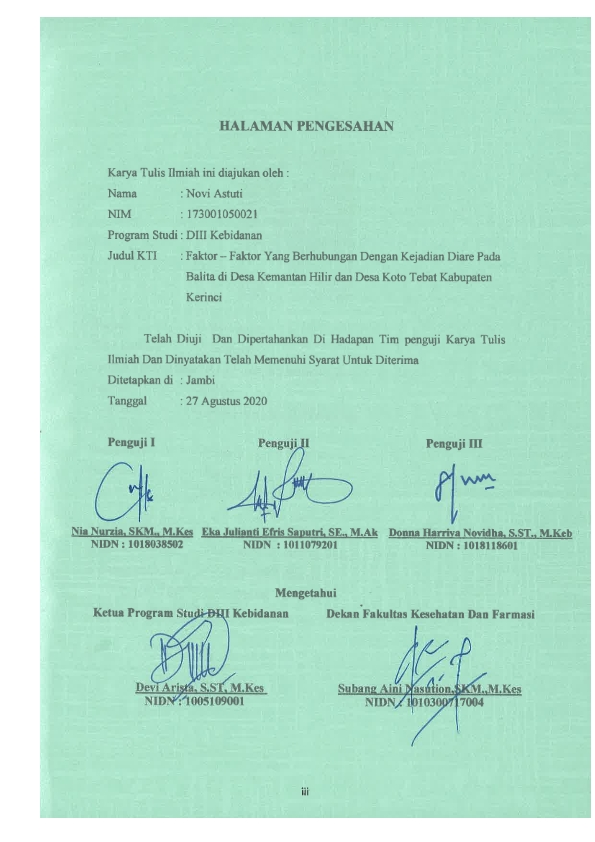 HALAMAN PENGESAHAN
Karya Tulis Ilmiah ini diajukan oleh :
Nama : Novi Astuti
NIM : 173001050021
Program Studi : DIII Kebidanan
Judul KTI : Faktor – Faktor Yang Berhubungan Dengan Kejadian Diare Pada
Balita di Desa Kemantan Hilir dan Desa Koto Tebat Kabupaten
Kerinci
Telah Diuji Dan Dipertahankan Di Hadapan Tim penguji Karya Tulis
Ilmiah Dan Dinyatakan Telah Memenuhi Syarat Untuk Diterima
Ditetapkan di : Jambi
Tanggal : 27 Agustus 2020
Penguji I Penguji II Penguji III
Nia Nurzia, SKM., M.Kes Eka Julianti Efris Saputri, SE., M.Ak Donna Harriya Novidha, S.ST., M.Keb
NIDN : 1018038502 NIDN : 1011079201 NIDN : 1018118601
Mengetahui
Ketua Program Studi DIII Kebidanan Dekan Fakultas Kesehatan Dan Farmasi
Devi Arista, S.ST, M.Kes Subang Aini Nasution,SKM.,M.Kes
NIDN : 1005109001 NIDN : 1010300717004
iii